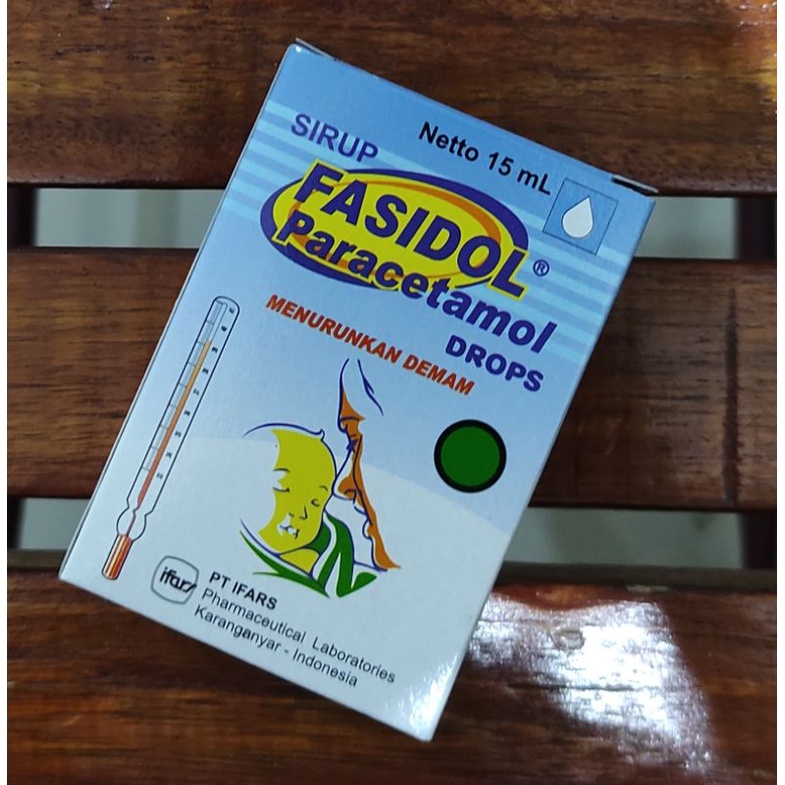 SIRUP
Netto 15 mL
FASIDOL®
Paracetamol
DROPS
MENURUNKAN DEMAM
ifars
PT IFARS
Pharmaceutical Laboratories
Karanganyar - Indonesia